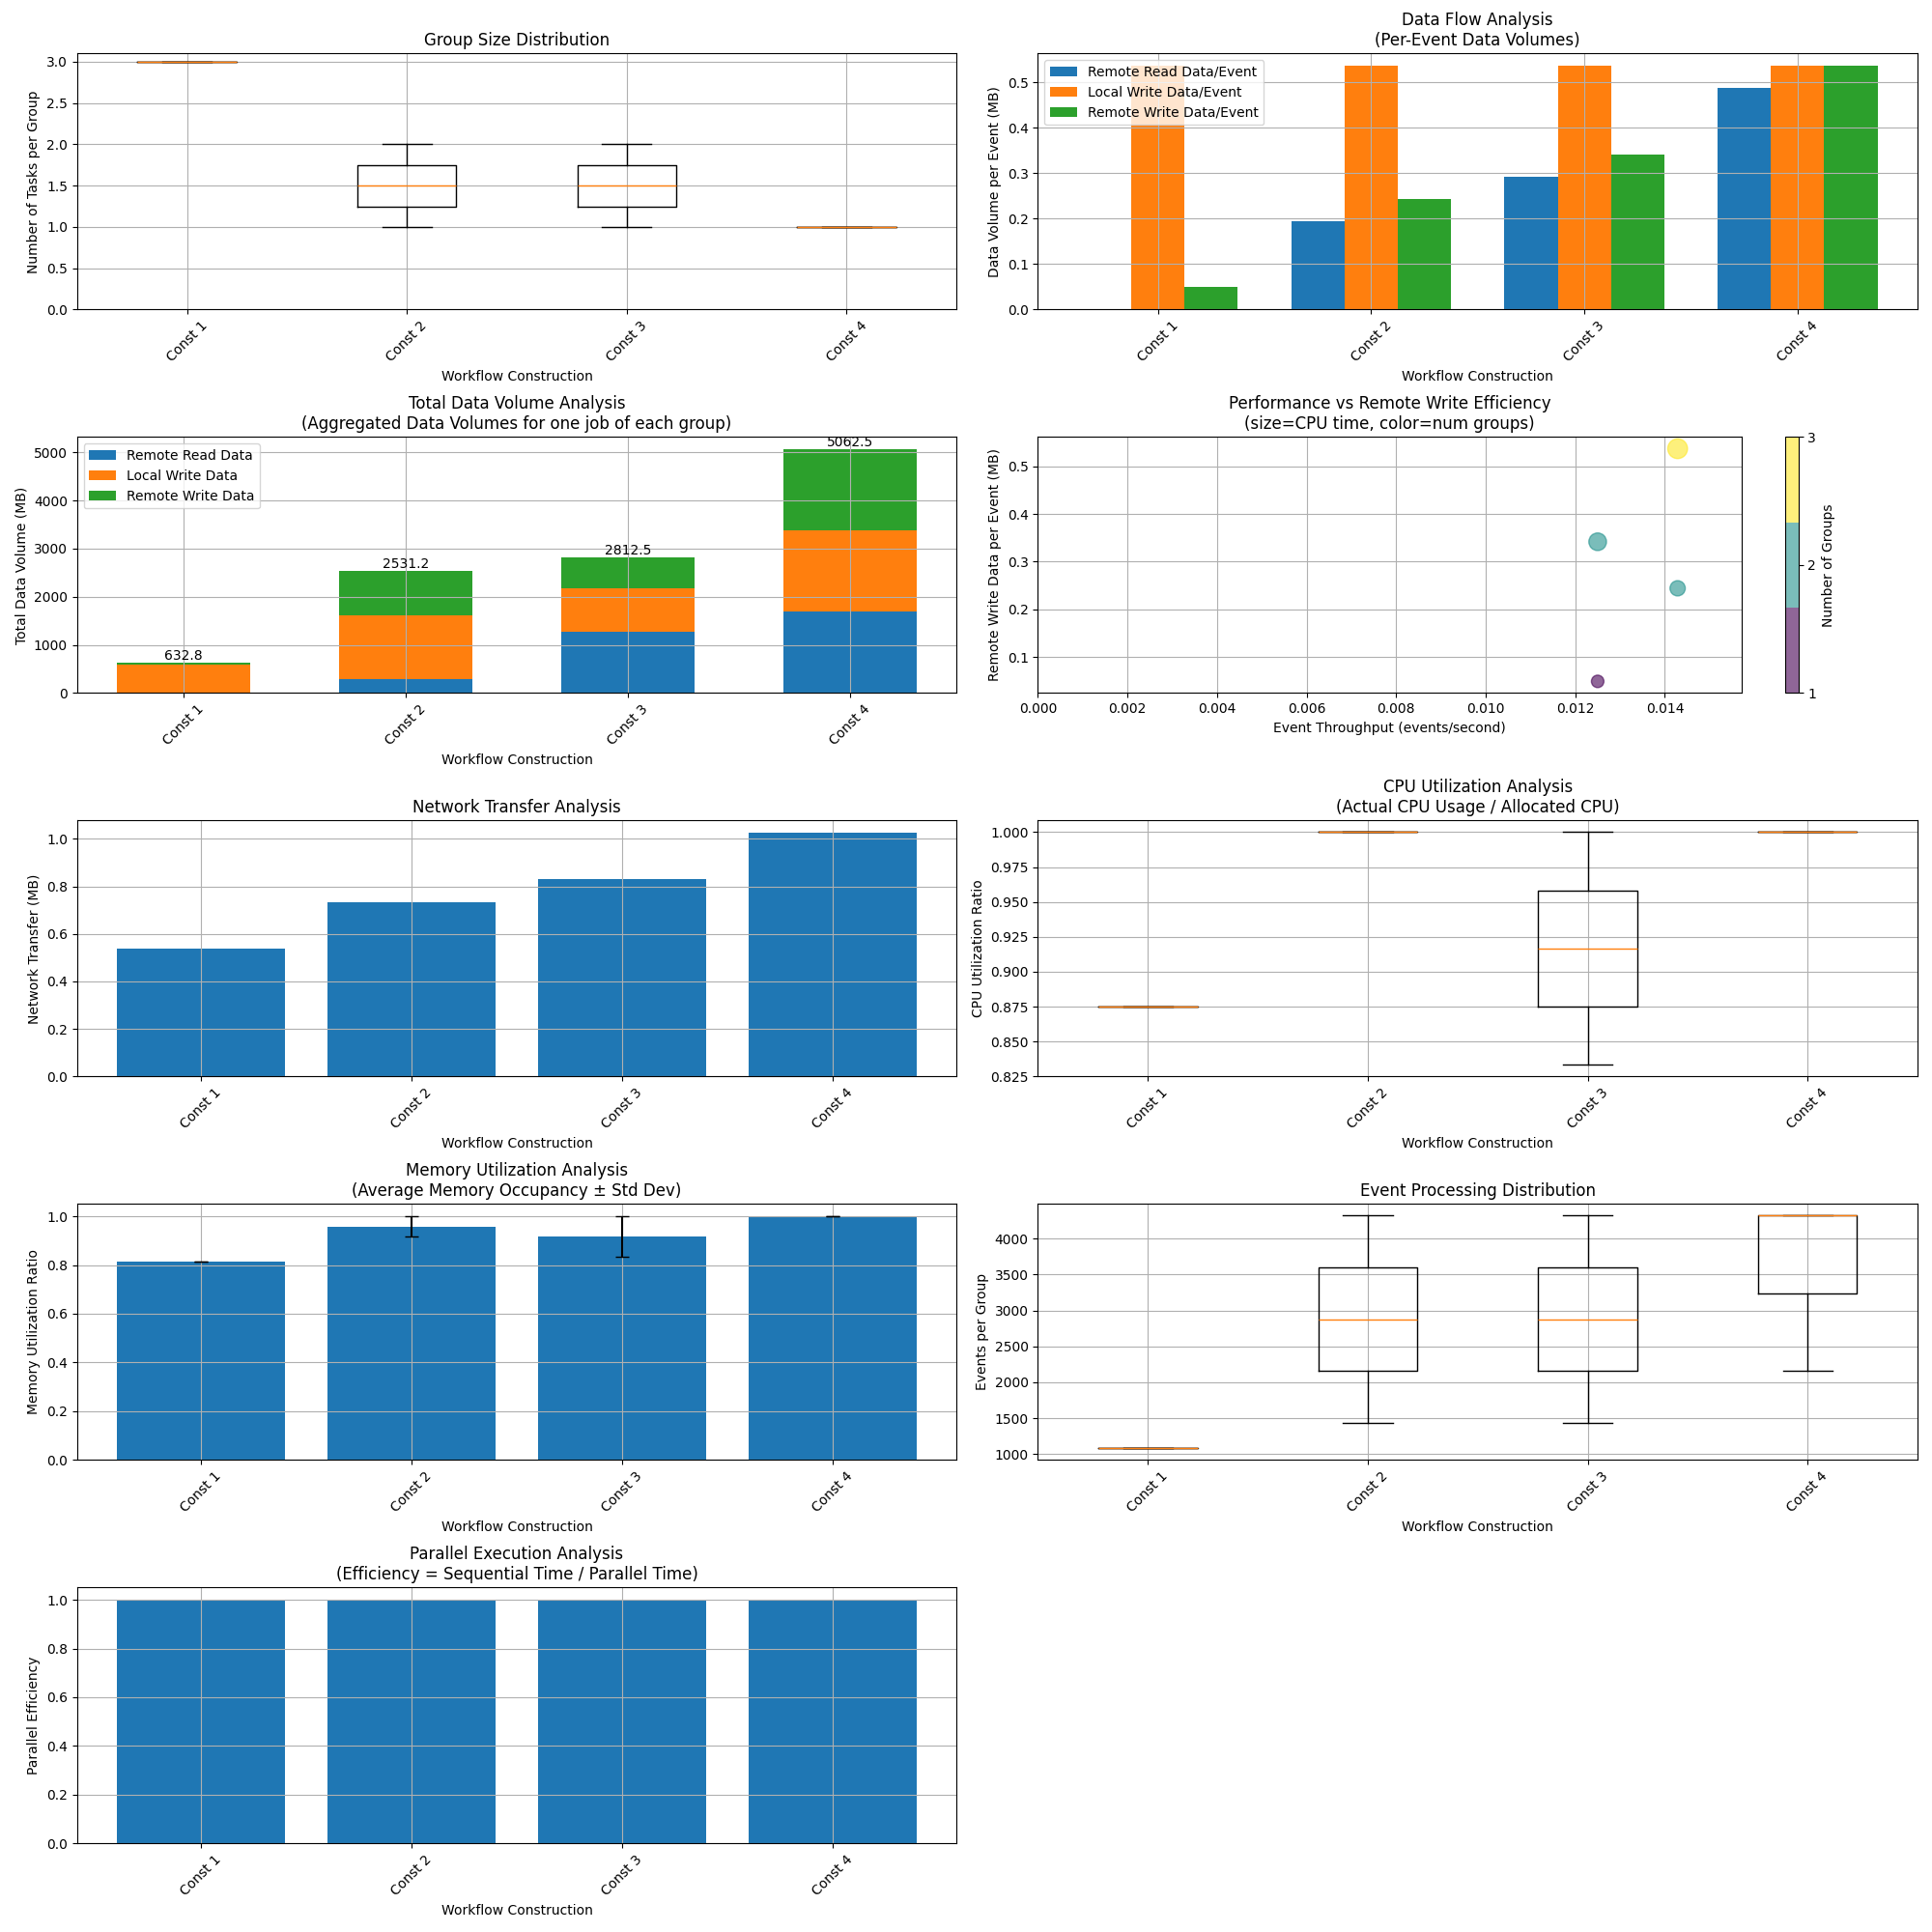 Group Size Distribution
Number of Tasks per Group
3.0
2.5
2.0
1.5
1.0
0.5
0.0
Const 1
Const 2
Const 3
Const 4
Workflow Construction
Data Flow Analysis
(Per-Event Data Volumes)
Data Volume per Event (MB)
0.5
0.4
0.3
0.2
0.1
0.0
Remote Read Data/Event
Local Write Data/Event
Remote Write Data/Event
Const 1
Const 2
Const 3
Const 4
Workflow Construction
Total Data Volume Analysis
(Aggregated Data Volumes for one job of each group)
Total Data Volume (MB)
5000
4000
3000
2000
1000
0
Remote Read Data
Local Write Data
Remote Write Data
632.8
2531.2
2812.5
5062.5
Const 1
Const 2
Const 3
Const 4
Workflow Construction
Performance vs Remote Write Efficiency
(size=CPU time, color=num groups)
Remote Write Data per Event (MB)
0.5
0.4
0.3
0.2
0.1
0.000
0.002
0.004
0.006
0.008
0.010
0.012
0.014
Event Throughput (events/second)
3
2
1
Number of Groups
Network Transfer Analysis
Network Transfer (MB)
1.0
0.8
0.6
0.4
0.2
0.0
Const 1
Const 2
Const 3
Const 4
Workflow Construction
CPU Utilization Analysis
(Actual CPU Usage / Allocated CPU)
CPU Utilization Ratio
1.000
0.975
0.950
0.925
0.900
0.875
0.850
0.825
Const 1
Const 2
Const 3
Const 4
Workflow Construction
Memory Utilization Analysis
(Average Memory Occupancy ± Std Dev)
Memory Utilization Ratio
1.0
0.8
0.6
0.4
0.2
0.0
Const 1
Const 2
Const 3
Const 4
Workflow Construction
Event Processing Distribution
Events per Group
4000
3500
3000
2500
2000
1500
1000
Const 1
Const 2
Const 3
Const 4
Workflow Construction
Parallel Execution Analysis
(Efficiency = Sequential Time / Parallel Time)
Parallel Efficiency
1.0
0.8
0.6
0.4
0.2
0.0
Const 1
Const 2
Const 3
Const 4
Workflow Construction